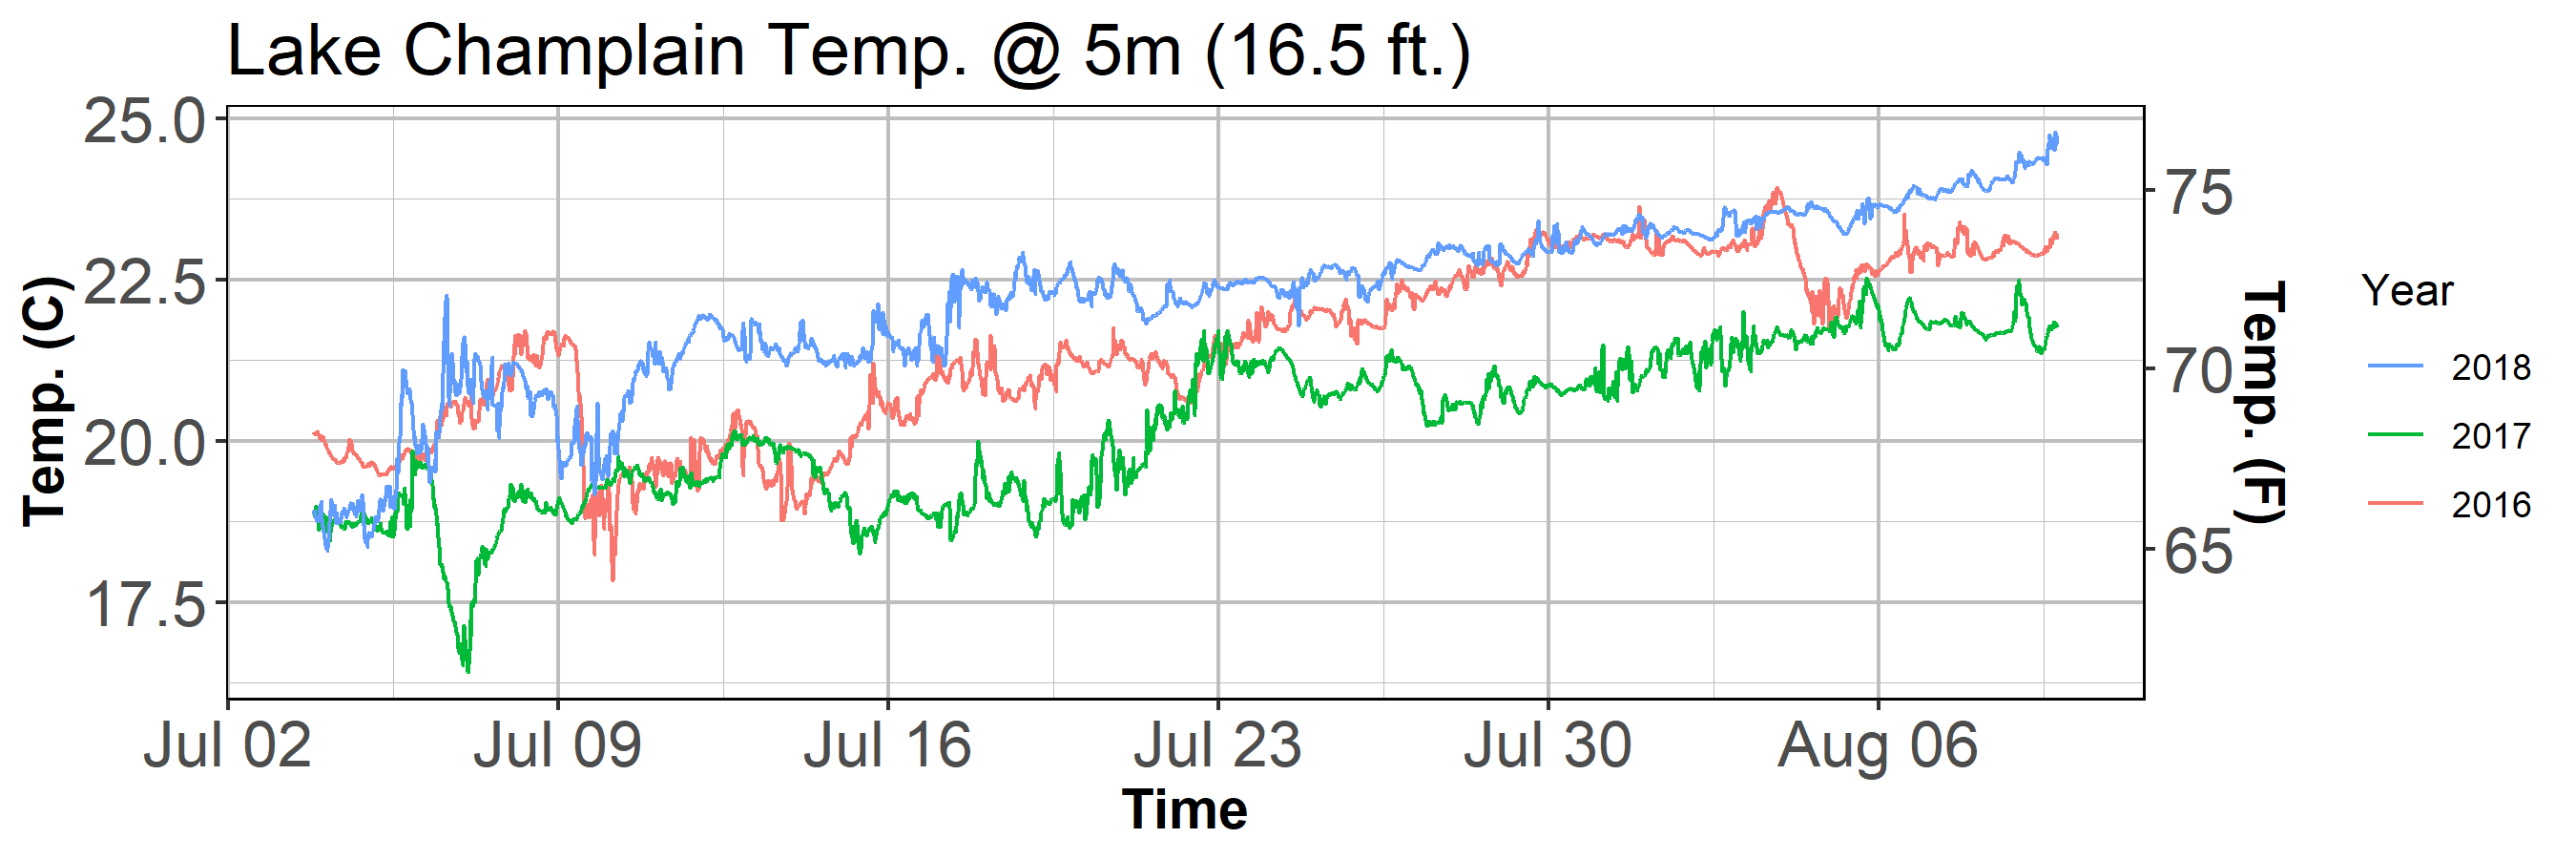 Lake Champlain Temp. @ 5m (16.5 ft.)
25.0
22.5
20.0
17.5
Temp. (C)
75
70
65
Temp. (F)
Jul 02 Jul 09 Jul 16 Jul 23 Jul 30 Aug 06
Time
Year
2018
2017
2016